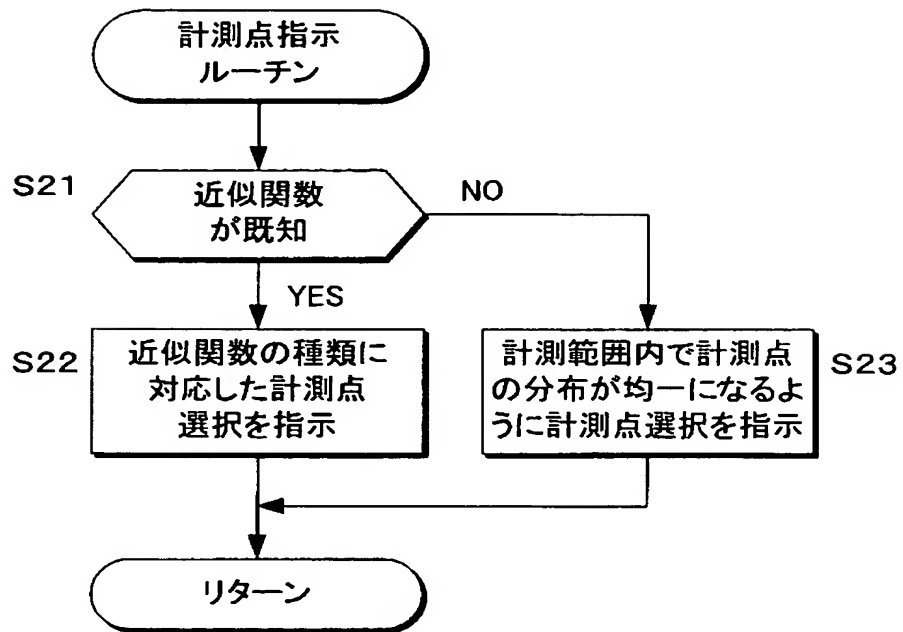 計測点指示
ルーチン
S21
近似関数
が既知
NO
YES
S22
近似関数の種類に
対応した計測点
選択を指示
計測範囲内で計測点
の分布が均一になるよ
うに計測点選択を指示
S23
リターン